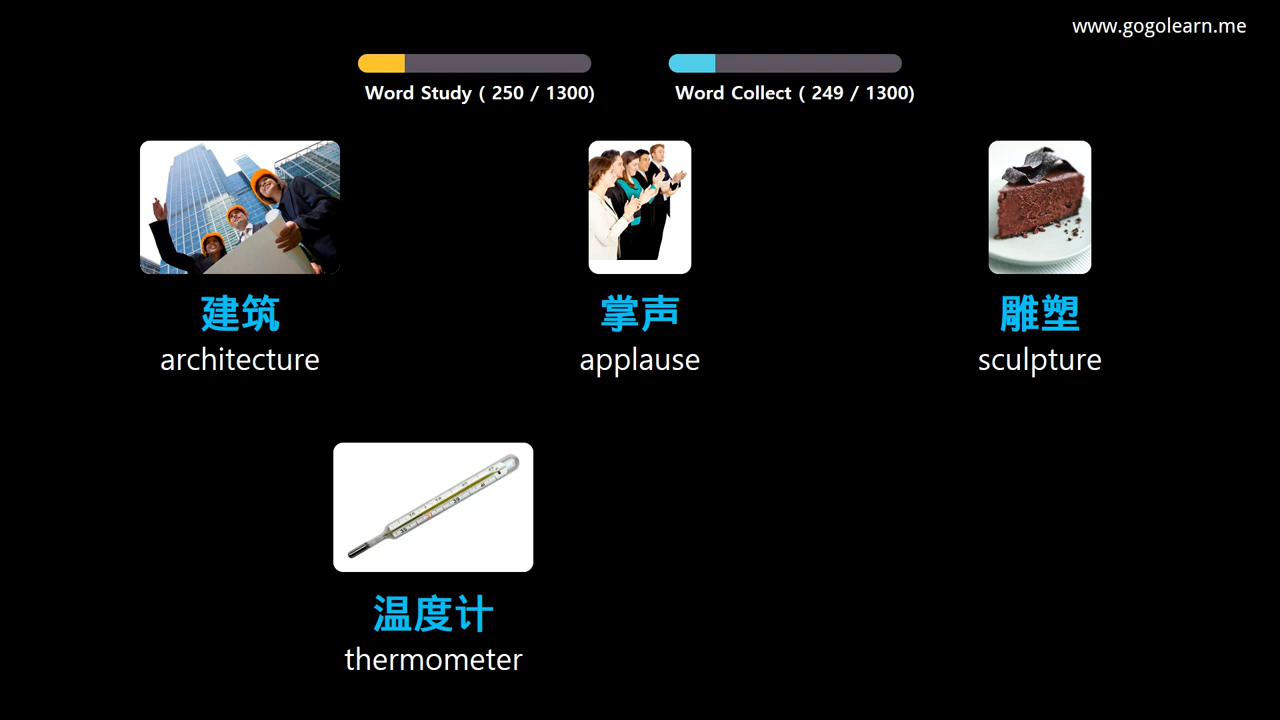 www.gogolearn.me
Word Study ( 250 / 1300)
Word Collect ( 249 / 1300)
建筑
architecture
掌声
applause
雕塑
sculpture
温度计
thermometer